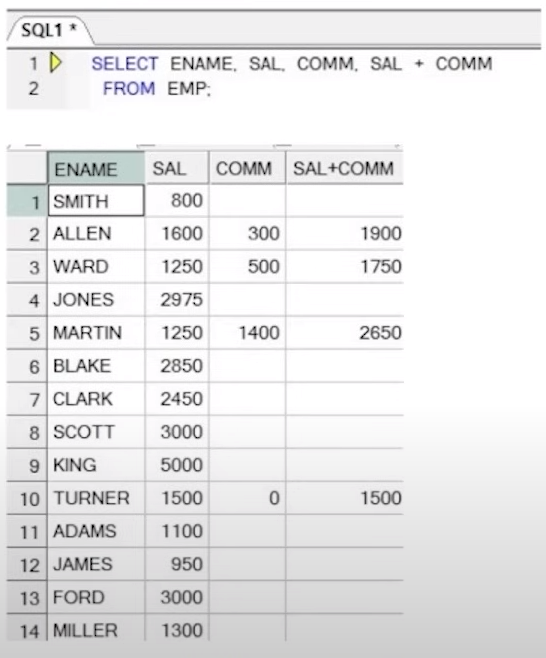 SQL1 *
1 SELECT ENAME, SAL, COMM, SAL + COMM
2 FROM EMP;
ENAME SAL COMM SAL+COMM
1 SMITH 800
2 ALLEN 1600 300 1900
3 WARD 1250 500 1750
4 JONES 2975
5 MARTIN 1250 1400 2650
6 BLAKE 2850
7 CLARK 2450
8 SCOTT 3000
9 KING 5000
10 TURNER 1500 0 1500
11 ADAMS 1100
12 JAMES 950
13 FORD 3000
14 MILLER 1300